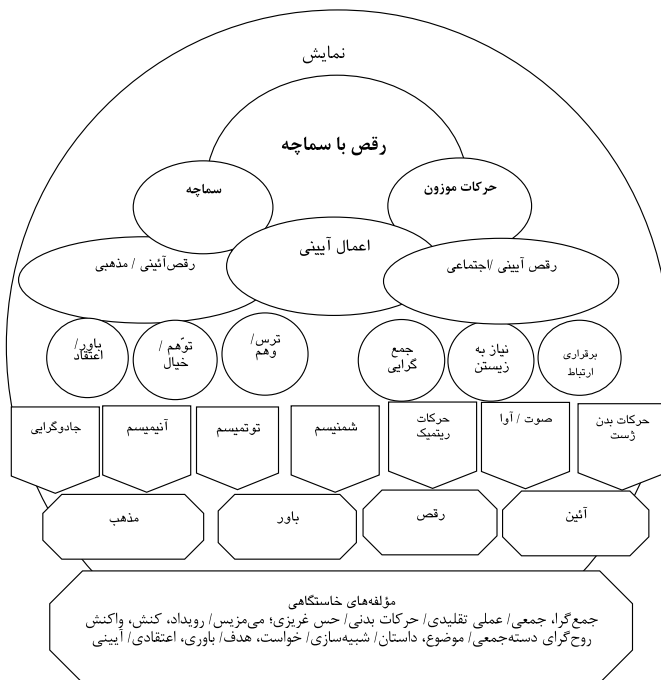 نمایش
رقص با سماچه
حرکات موزون
سماچه
اعمال آیینی
رقص آیینی /اجتماعی
رقص‌آئینی / مذهبی
برقراری
ارتباط
نیاز به
زیستن
جمع
گرایی
ترس/
وهم
توّهم /
خیال
باور/
اعتقاد
حرکات بدن
ژست
صوت / آوا
حرکات
ریتمیک
شمنیسم
توتمیسم
آنیمیسم
جادوگرایی
آئین
رقص
باور
مذهب
مؤلفه‌های خاستگاهی
جمع‌گرا، جمعی/ عملی تقلیدی/ حرکات بدنی/ حس غریزی؛ می‌مزیس/ رویداد، کنش، واکنش
روح‌گرای دسته‌جمعی/ موضوع، داستان/ شبیه‌سازی/ خواست، هدف/ باوری، اعتقادی/ آیینی